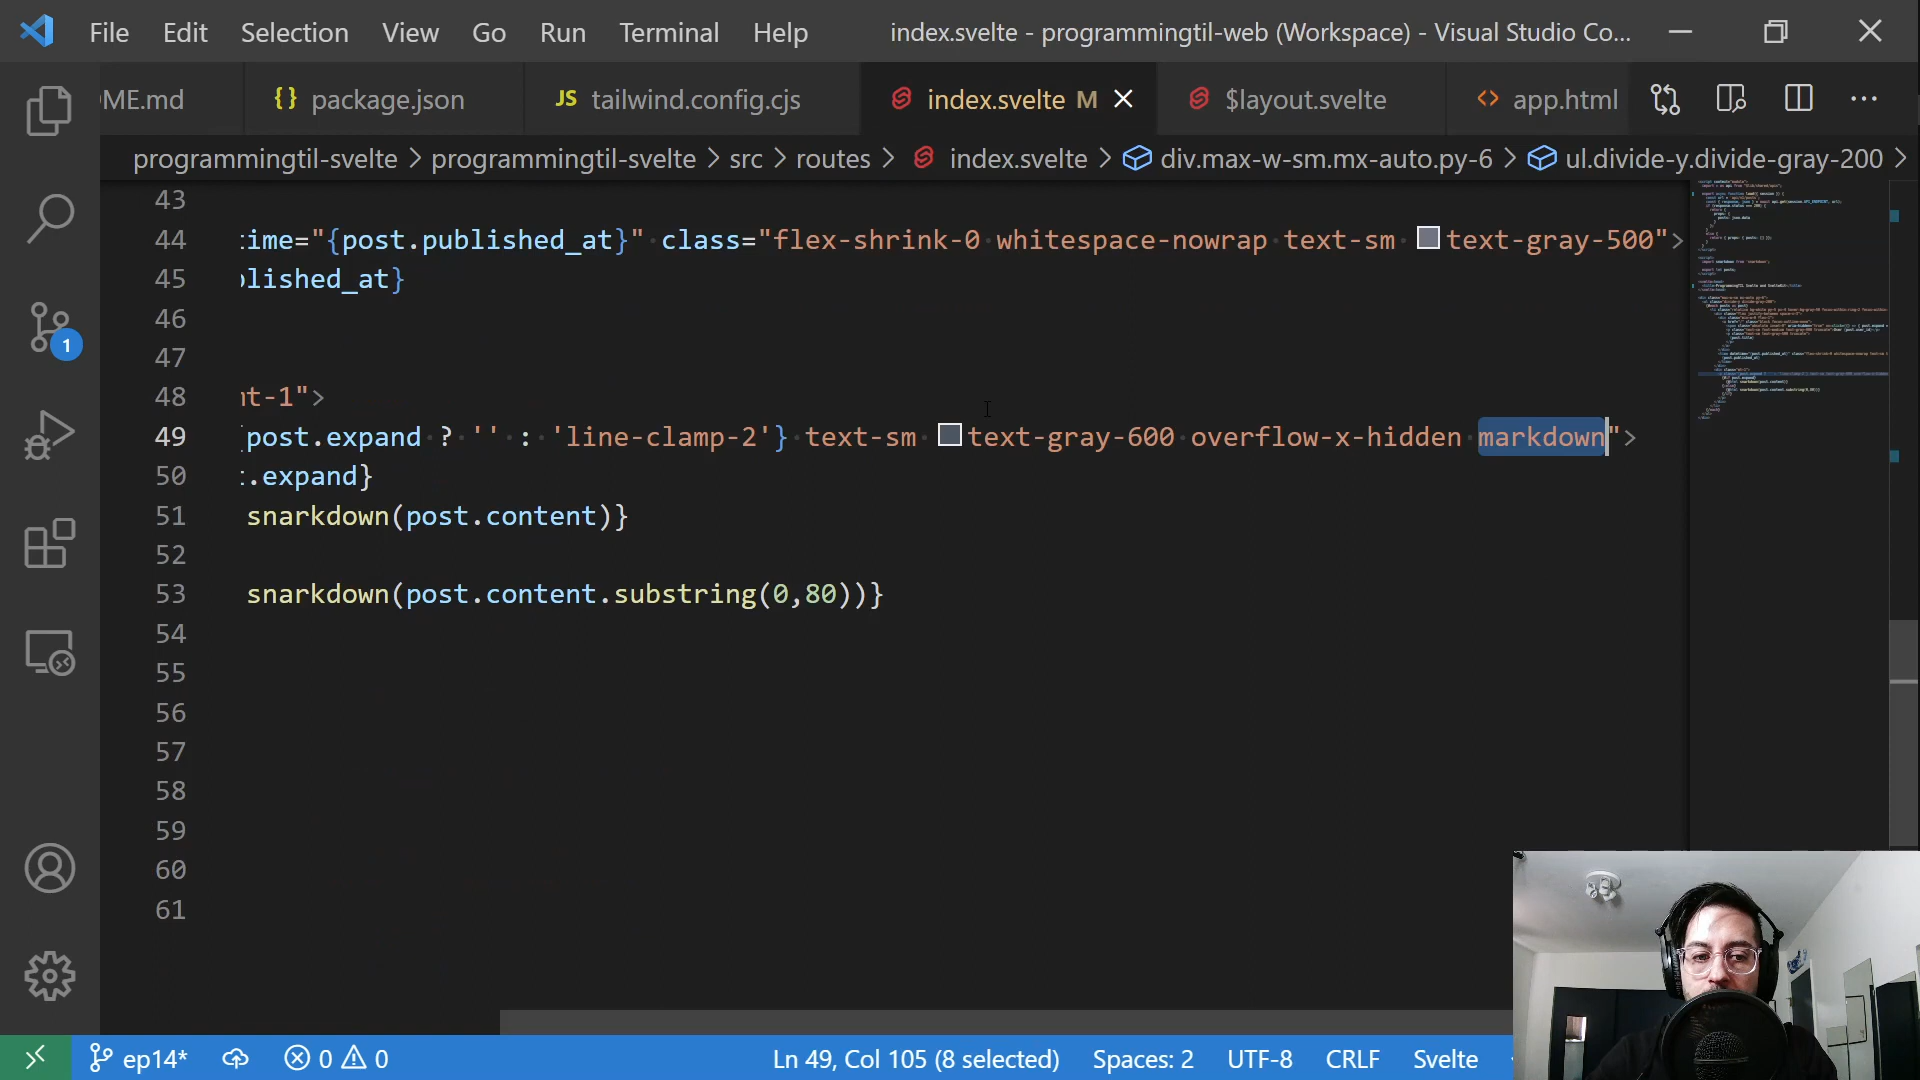 File Edit Selection View Go Run Terminal Help index.svelte - programmingtil-web (Workspace) - Visual Studio Co...
ME.md {} package.json JS tailwind.config.cjs index.svelte M $layout.svelte <> app.html ...
programmingtil-svelte > programmingtil-svelte > src > routes > index.svelte > div.max-w-sm.mx-auto.py-6 > ul.divide-y.divide-gray-200 >
43
44 time="{post.published_at}" class="flex-shrink-0 whitespace-nowrap text-sm text-gray-500">
45 blished_at}
46
47
48 mt-1">
49 {post.expand ? '' : 'line-clamp-2'} text-sm text-gray-600 overflow-x-hidden markdown">
50 t.expand}
51 snarkdown(post.content)}
52
53 snarkdown(post.content.substring(0,80))}
54
55
56
57
58
59
60
61
1
ep14* 0 0 Ln 49, Col 105 (8 selected) Spaces: 2 UTF-8 CRLF Svelte